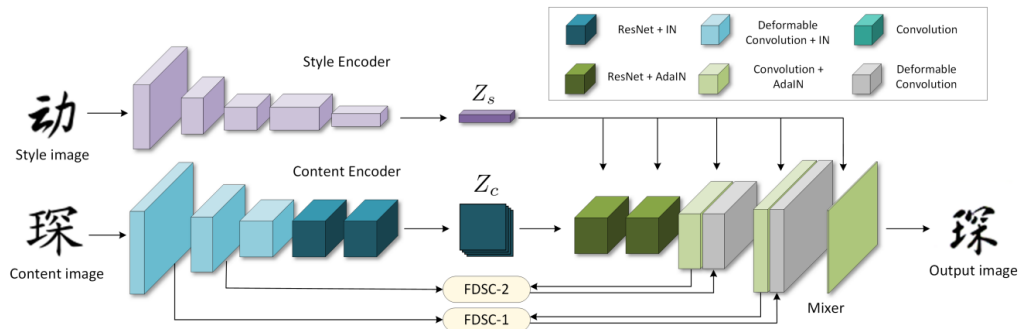 ResNet + IN
Deformable
Convolution + IN
Convolution
ResNet + AdaIN
Convolution +
AdaIN
Deformable
Convolution
Style Encoder
Z_s
动
Style image
Content Encoder
Z_c
琛
Content image
琛
Output image
FDSC-2
FDSC-1
Mixer